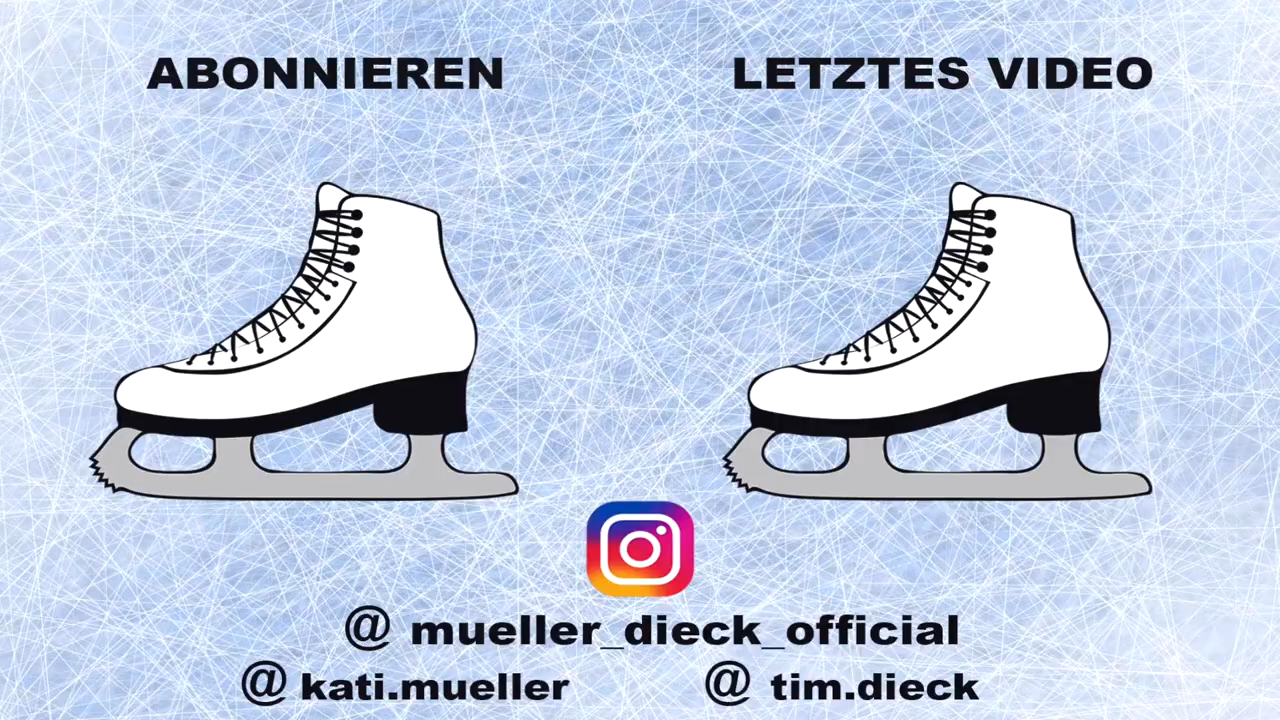 ABONNIEREN LETZTES VIDEO
@ mueller_dieck_official
@ kati.mueller @ tim.dieck